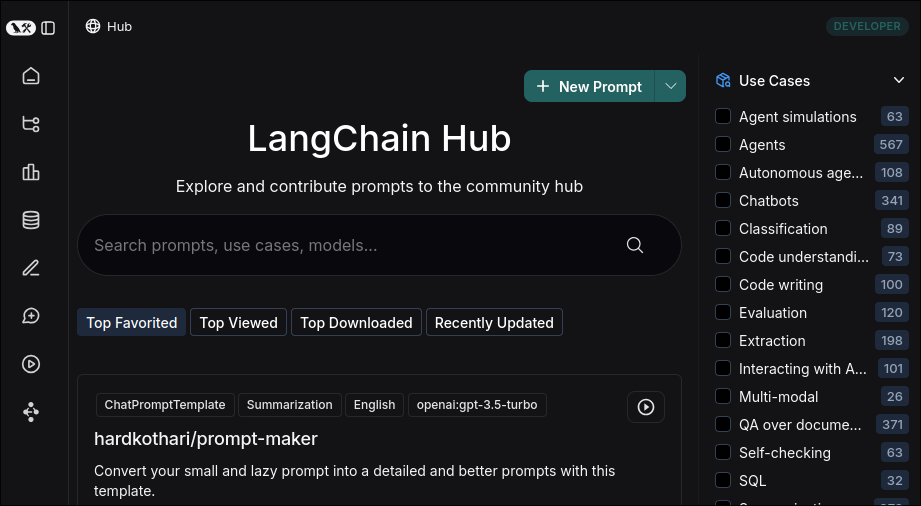 Hub
DEVELOPER
New Prompt
LangChain Hub
Explore and contribute prompts to the community hub
Search prompts, use cases, models...
Top Favorited
Top Viewed
Top Downloaded
Recently Updated
ChatPromptTemplate
Summarization
English
openai:gpt-3.5-turbo
hardkothari/prompt-maker
Convert your small and lazy prompt into a detailed and better prompts with this
template.
Use Cases
Agent simulations 63
Agents 567
Autonomous age... 108
Chatbots 341
Classification 89
Code understandi... 73
Code writing 100
Evaluation 120
Extraction 198
Interacting with A... 101
Multi-modal 26
QA over docume... 371
Self-checking 63
SQL 32